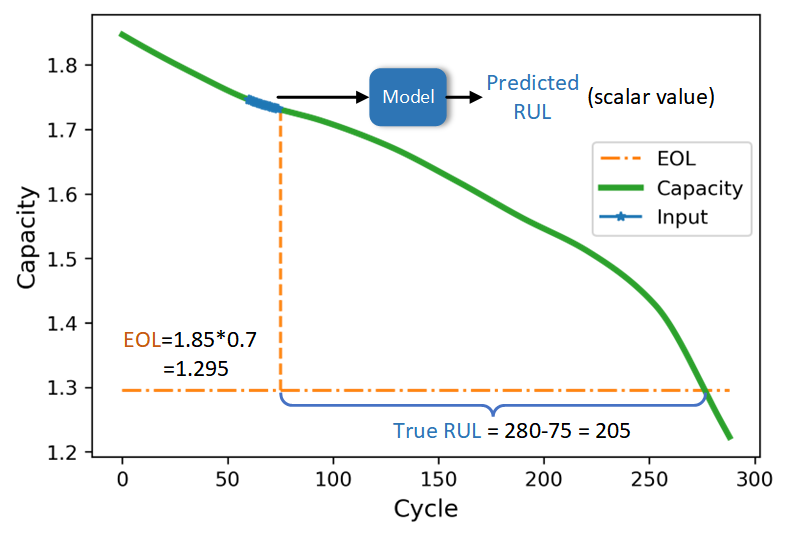 1.8
1.7
1.6
1.5
1.4
1.3
1.2
Capacity
Model
Predicted
RUL
(scalar value)
EOL
Capacity
Input
EOL=1.85*0.7
=1.295
True RUL = 280-75 = 205
0 50 100 150 200 250 300
Cycle